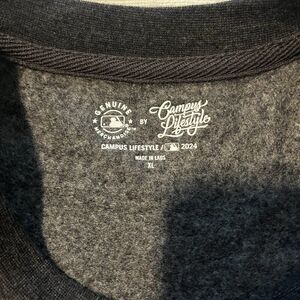 GENUINE
MERCHANDISE
BY
Campus
Lifestyle
CAMPUS LIFESTYLE / 2024
MADE IN LAOS
XL